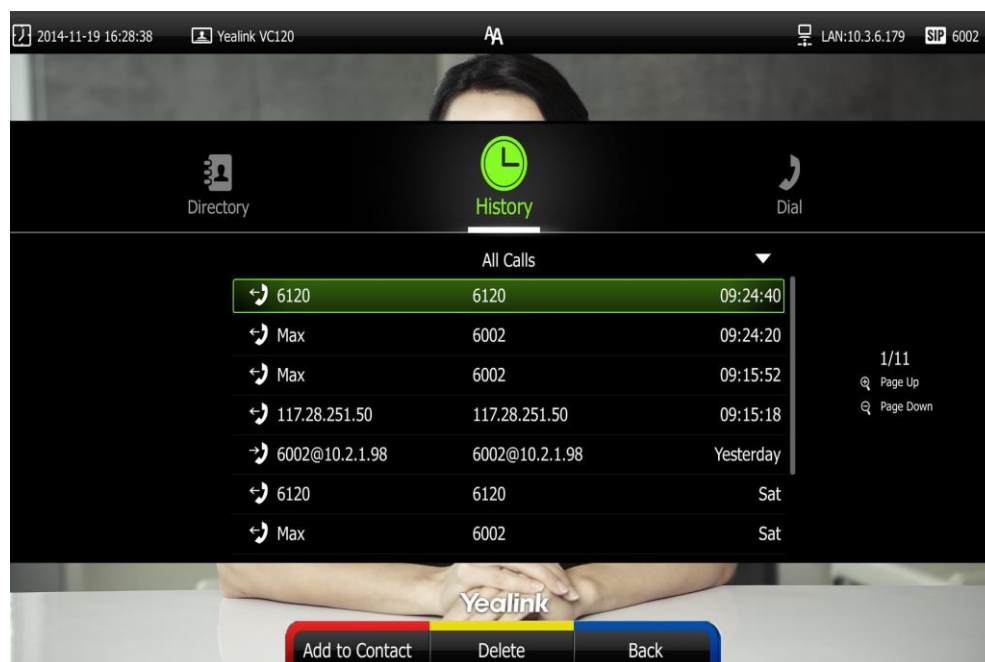 2014-11-19 16:28:38 Yealink VC120 AA LAN:10.3.6.179 SIP 6002
Directory History Dial
All Calls
6120 6120 09:24:40
Max 6002 09:24:20
Max 6002 09:15:52
117.28.251.50 117.28.251.50 09:15:18
6002@10.2.1.98 6002@10.2.1.98 Yesterday
6120 6120 Sat
Max 6002 Sat
1/11
Page Up
Page Down
Yealink
Add to Contact Delete Back